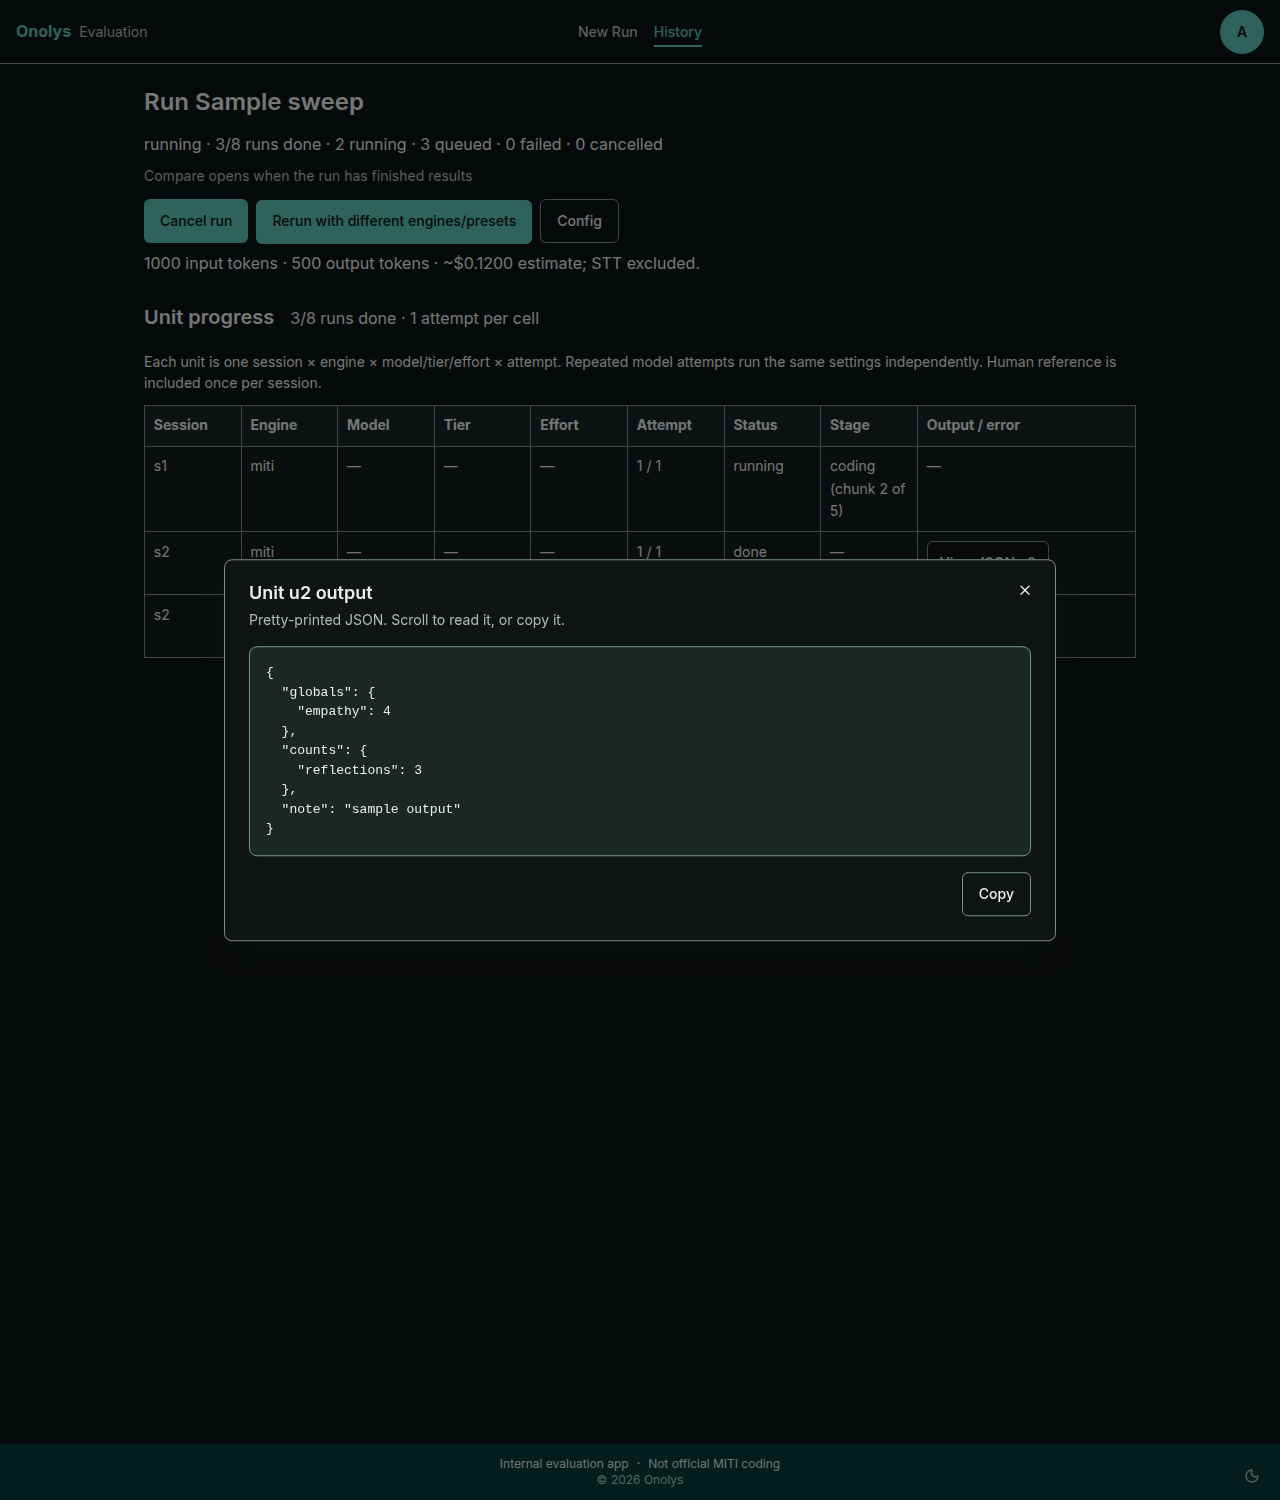 Onolys Evaluation
New Run History
A
Run Sample sweep
running · 3/8 runs done · 2 running · 3 queued · 0 failed · 0 cancelled
Compare opens when the run has finished results
Cancel run
Rerun with different engines/presets
Config
1000 input tokens · 500 output tokens · ~$0.1200 estimate; STT excluded.
Unit progress 3/8 runs done · 1 attempt per cell
Each unit is one session × engine × model/tier/effort × attempt. Repeated model attempts run the same settings independently. Human reference is
included once per session.
Session Engine Model Tier Effort Attempt Status Stage Output / error
s1 miti — — — 1 / 1 running coding —
(chunk 2 of
5)
s2 miti — — — 1 / 1 done —
s2
Unit u2 output
Pretty-printed JSON. Scroll to read it, or copy it.
{
  "globals": {
    "empathy": 4
  },
  "counts": {
    "reflections": 3
  },
  "note": "sample output"
}
Copy
Internal evaluation app · Not official MITI coding
© 2026 Onolys